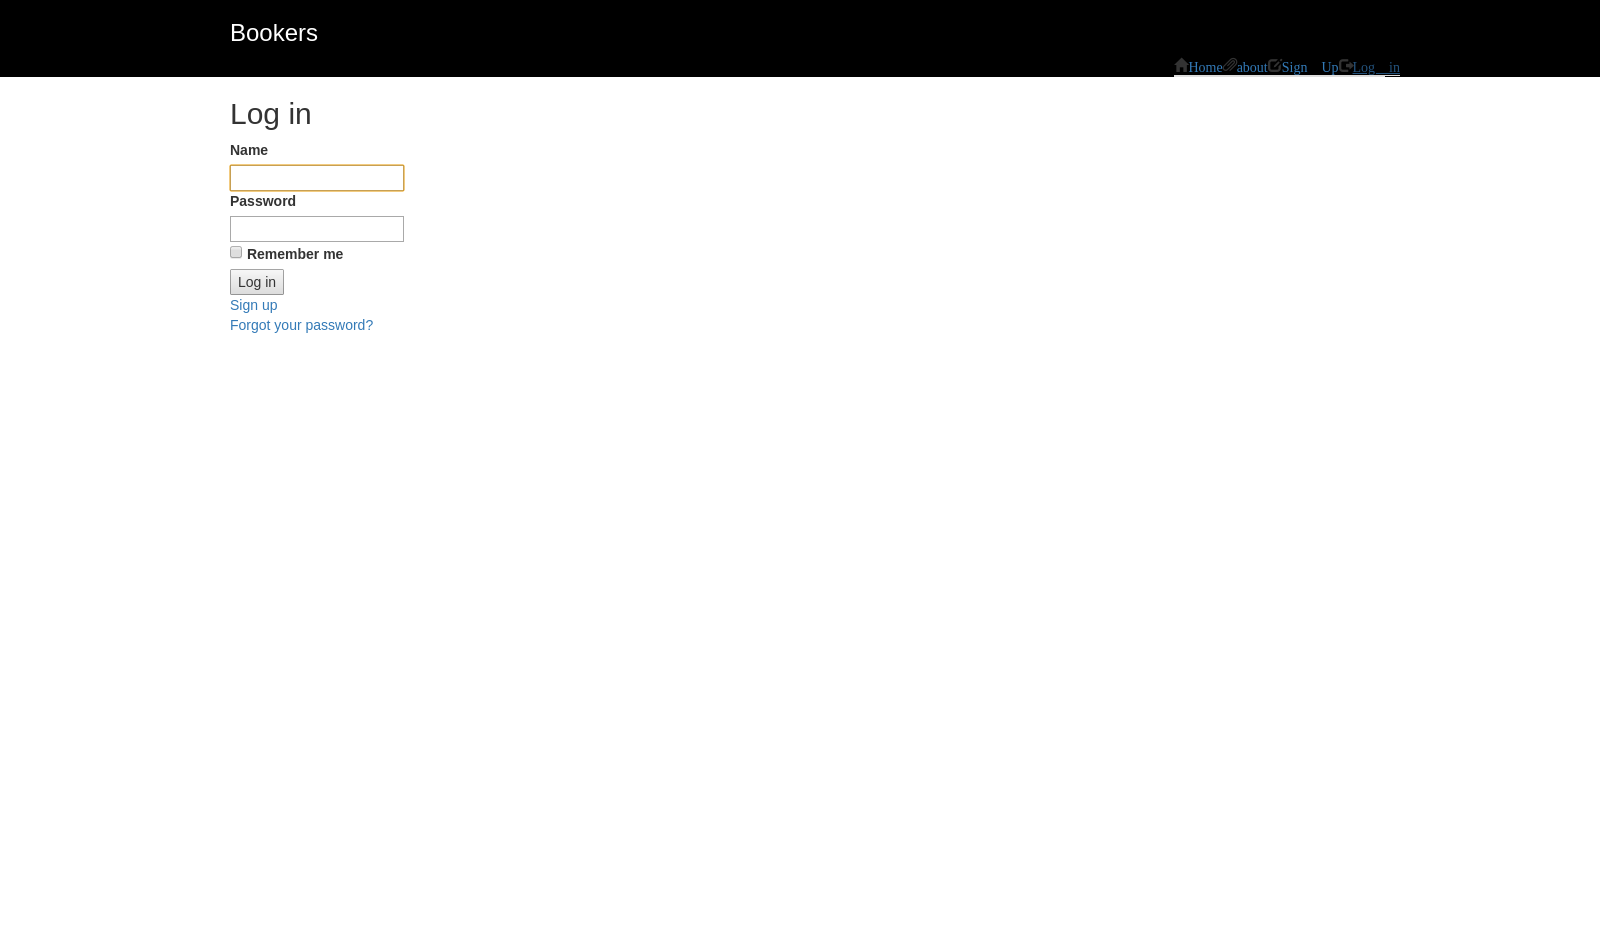 Bookers
Home about Sign Up Log in
Log in
Name
Password
Remember me
Log in
Sign up
Forgot your password?